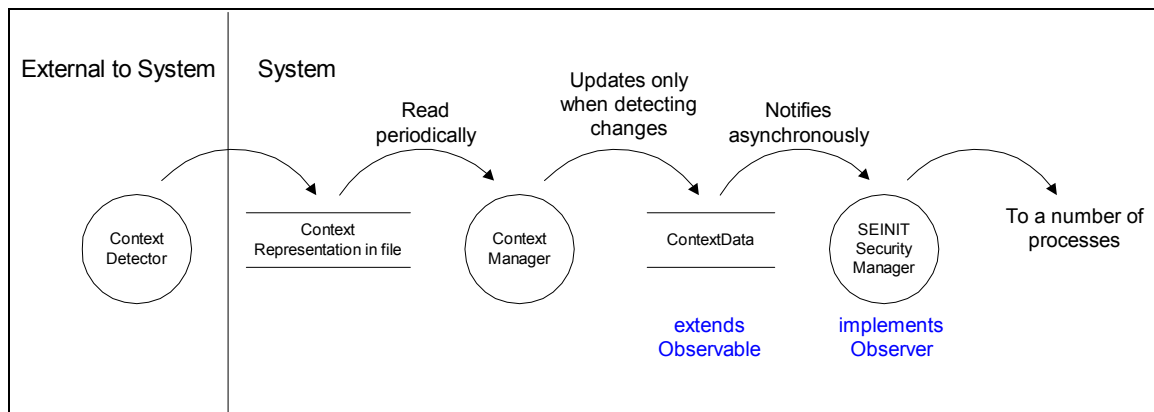 External to System
System
Read
periodically
Updates only
when detecting
changes
Notifies
asynchronously
Context
Detector
Context
Representation in file
Context
Manager
ContextData
SEINIT
Security
Manager
To a number of
processes
extends
Observable
implements
Observer